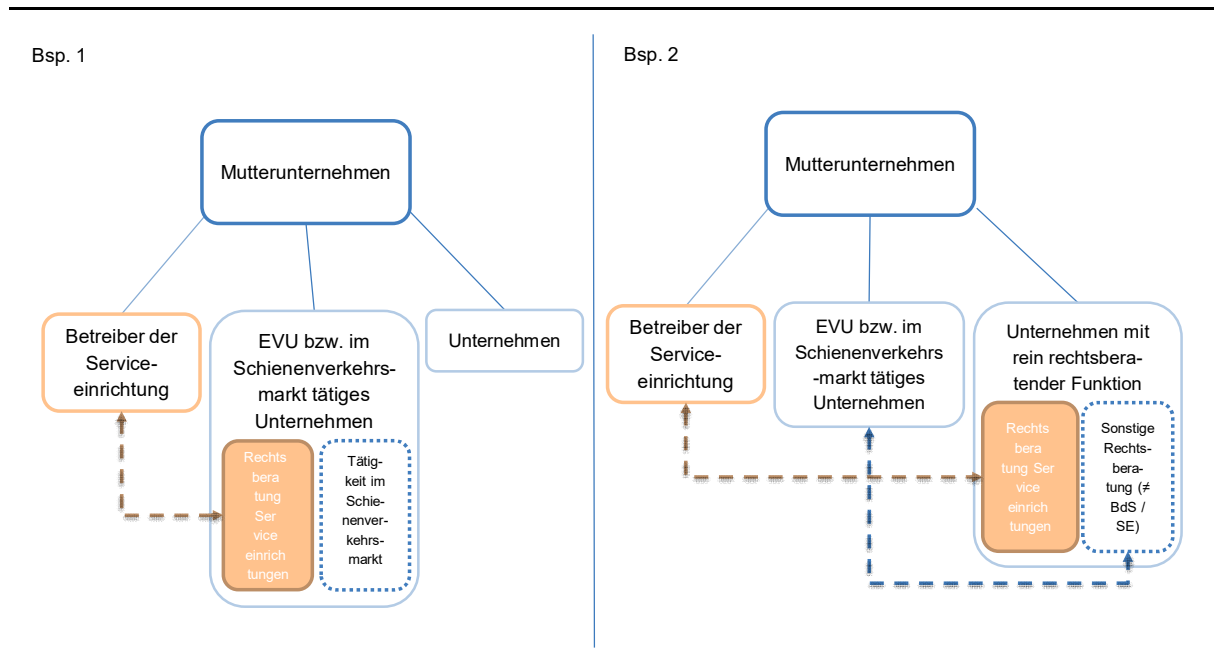 Bsp. 1
Mutterunternehmen
Betreiber der
Service-
einrichtung
EVU bzw. im
Schienenverkehrs-
markt tätiges
Unternehmen
Rechts
bera
tung
Ser
vice
einrich
tungen
Tätig-
keit im
Schie-
nenver-
kehrs-
markt
Unternehmen
Bsp. 2
Mutterunternehmen
Betreiber der
Service-
einrichtung
EVU bzw. im
Schienenverkehrs
-markt tätiges
Unternehmen
Unternehmen mit
rein rechtsbera-
tender Funktion
Rechts
bera
tung Ser
vice
einrich
tungen
Sonstige
Rechts-
bera-
tung (≠
BdS /
SE)